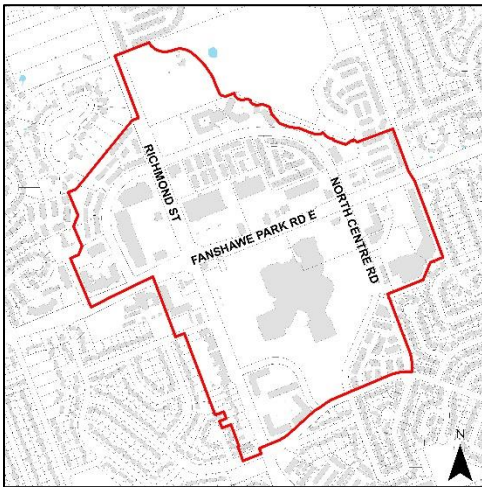 RICHMOND ST
NORTH CENTRE RD
FANSHAWE PARK RD E
N